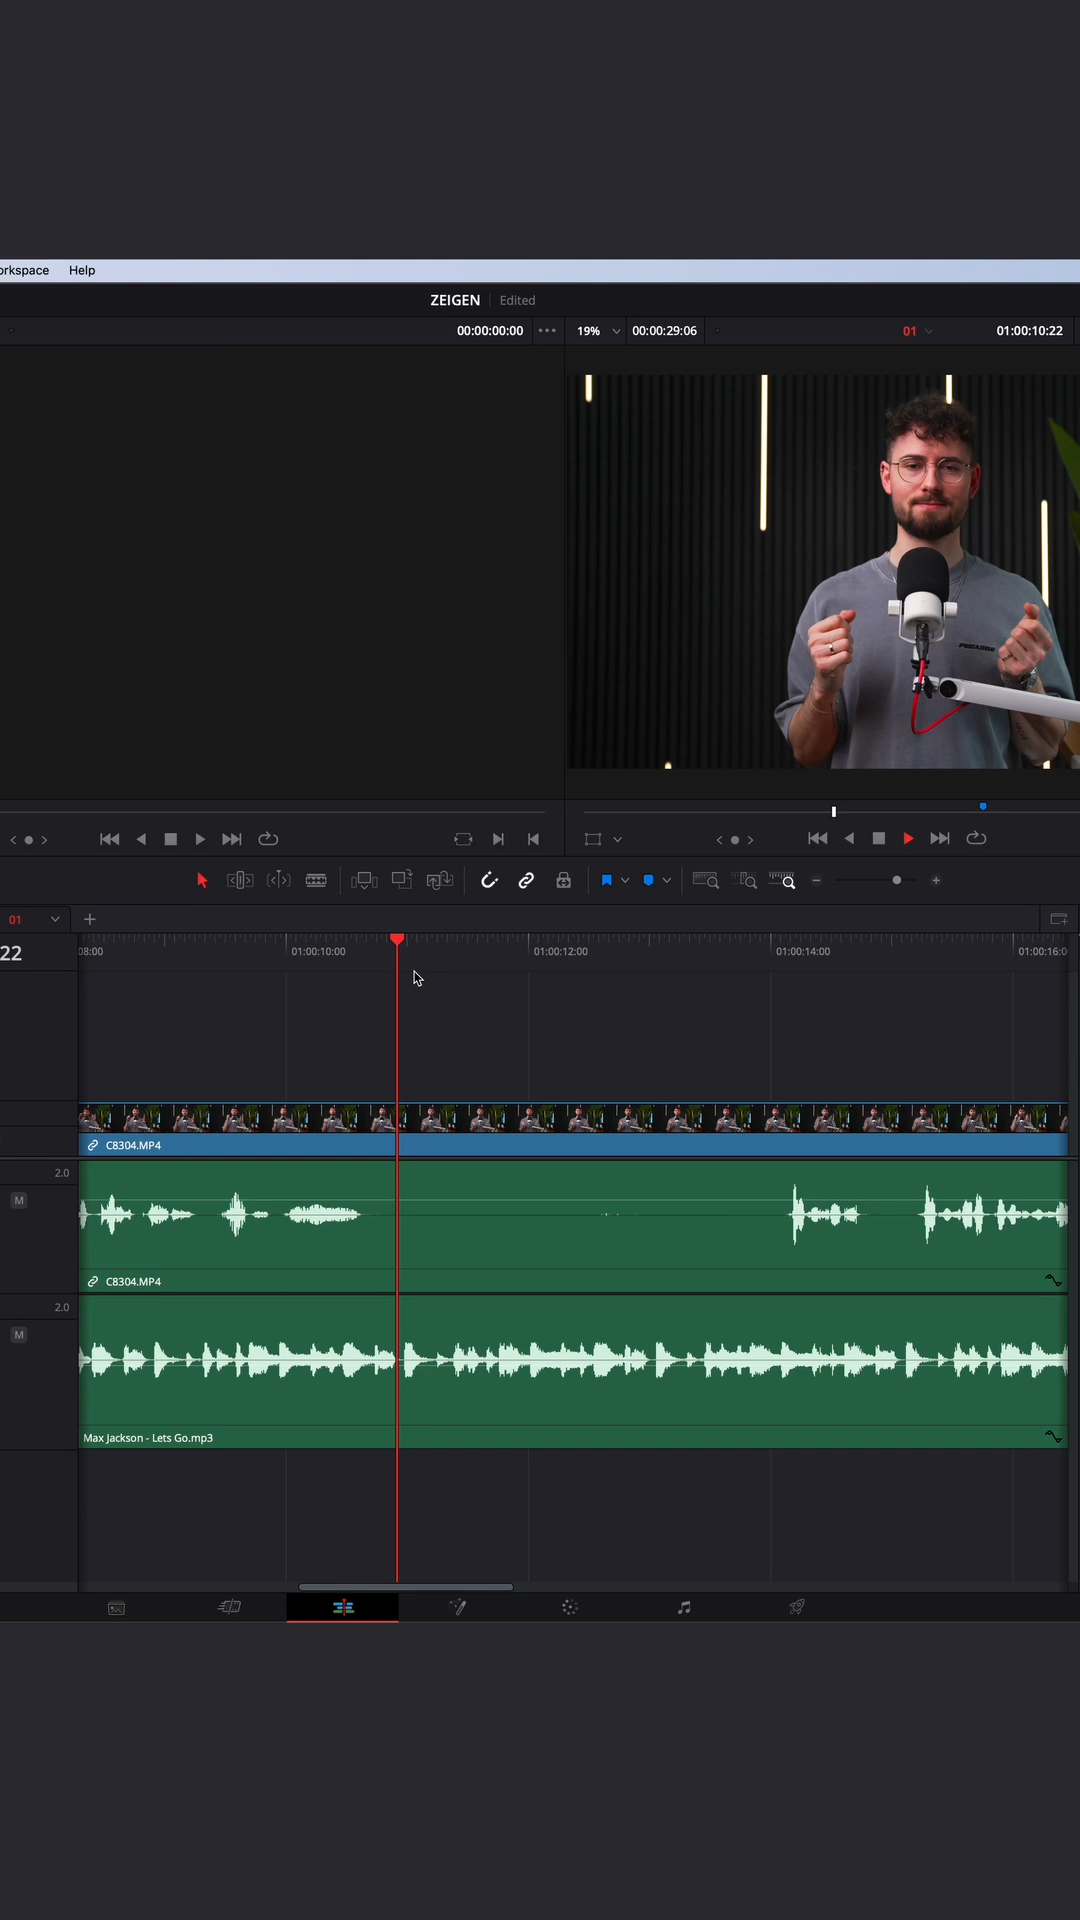 orkspace Help
ZEIGEN Edited
00:00:00:00 ••• 19% 00:00:29:06 01 01:00:10:22
PEGADOR
01
22 08:00 01:00:10:00 01:00:12:00 01:00:14:00 01:00:16:0
C8304.MP4
2.0
M
C8304.MP4
2.0
M
Max Jackson - Lets Go.mp3